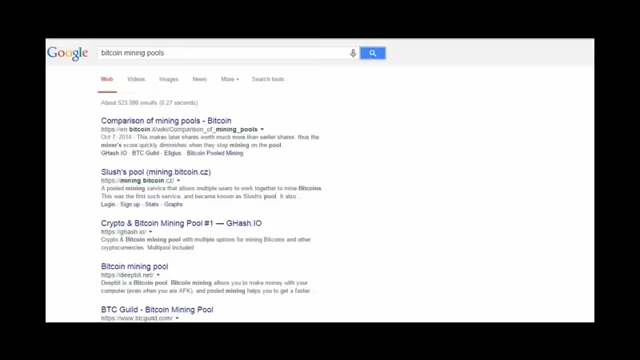 Google bitcoin mining pools
Web Videos Images News More Search tools
About 523,000 results (0.27 seconds)
Comparison of mining pools - Bitcoin
https://en.bitcoin.it/wiki/Comparison_of_mining_pools
Oct 7, 2014 - This makes later shares worth much more than earlier shares, thus the
miner's score quickly diminishes when they stop mining on the pool
GHash.IO BTC Guild Eligius Bitcoin Pooled Mining
Slush's pool (mining.bitcoin.cz)
https://mining.bitcoin.cz/
A pooled mining service that allows multiple users to work together to mine Bitcoins.
This was the first such service, and became known as Slush's pool. It also ...
Login - Sign up - Stats - Graphs
Crypto & Bitcoin Mining Pool #1 — GHash.IO
https://ghash.io/
Crypto & Bitcoin mining pool with multiple options for mining Bitcoins and other
cryptocurrencies. Multipool included
Bitcoin mining pool
https://deepbit.net/
Deepbit is a Bitcoin Pool. Bitcoin mining allows you to make money with your
computer (even when you are AFK), and pooled mining helps you to get a faster ...
BTC Guild - Bitcoin Mining Pool
https://www.btcguild.com/